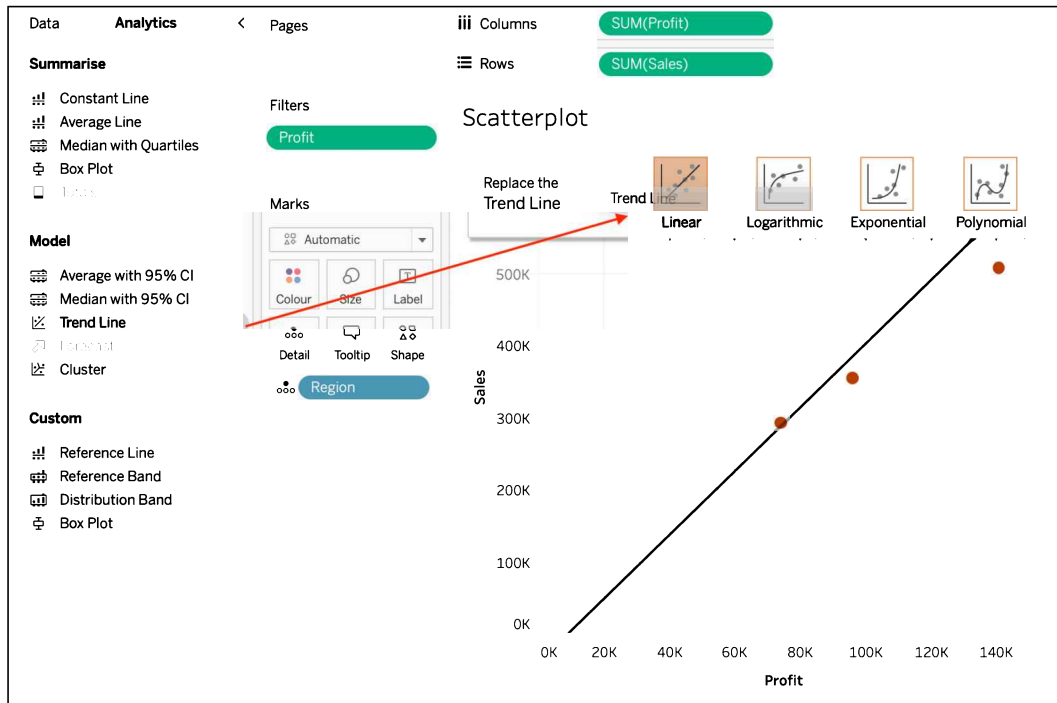 Data Analytics
Pages
Columns SUM(Profit)
Rows SUM(Sales)
Summarise
Constant Line
Average Line
Median with Quartiles
Box Plot
Model
Average with 95% CI
Median with 95% CI
Trend Line
Forecast
Cluster
Custom
Reference Line
Reference Band
Distribution Band
Box Plot
Filters
Profit
Marks
Automatic
Colour Size Label
Detail Tooltip Shape
Region
Scatterplot
Replace the
Trend Line
Trend Line
Linear Logarithmic Exponential Polynomial
500K
400K
300K
200K
100K
0K
Sales
0K 20K 40K 60K 80K 100K 120K 140K
Profit